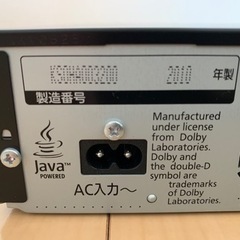 2010 年製
製造番号
Java™
POWERED
AC入力～
Manufactured
under license
from Dolby
Laboratories.
Dolby and
the double-D
symbol are
trademarks
of Dolby
Laboratories.